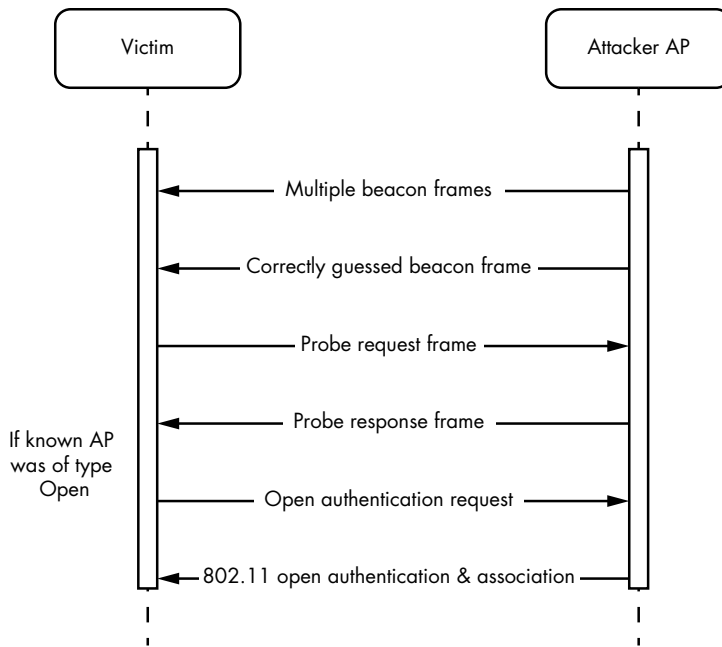 Victim
Attacker AP
Multiple beacon frames
Correctly guessed beacon frame
Probe request frame
Probe response frame
If known AP
was of type
Open
Open authentication request
802.11 open authentication & association